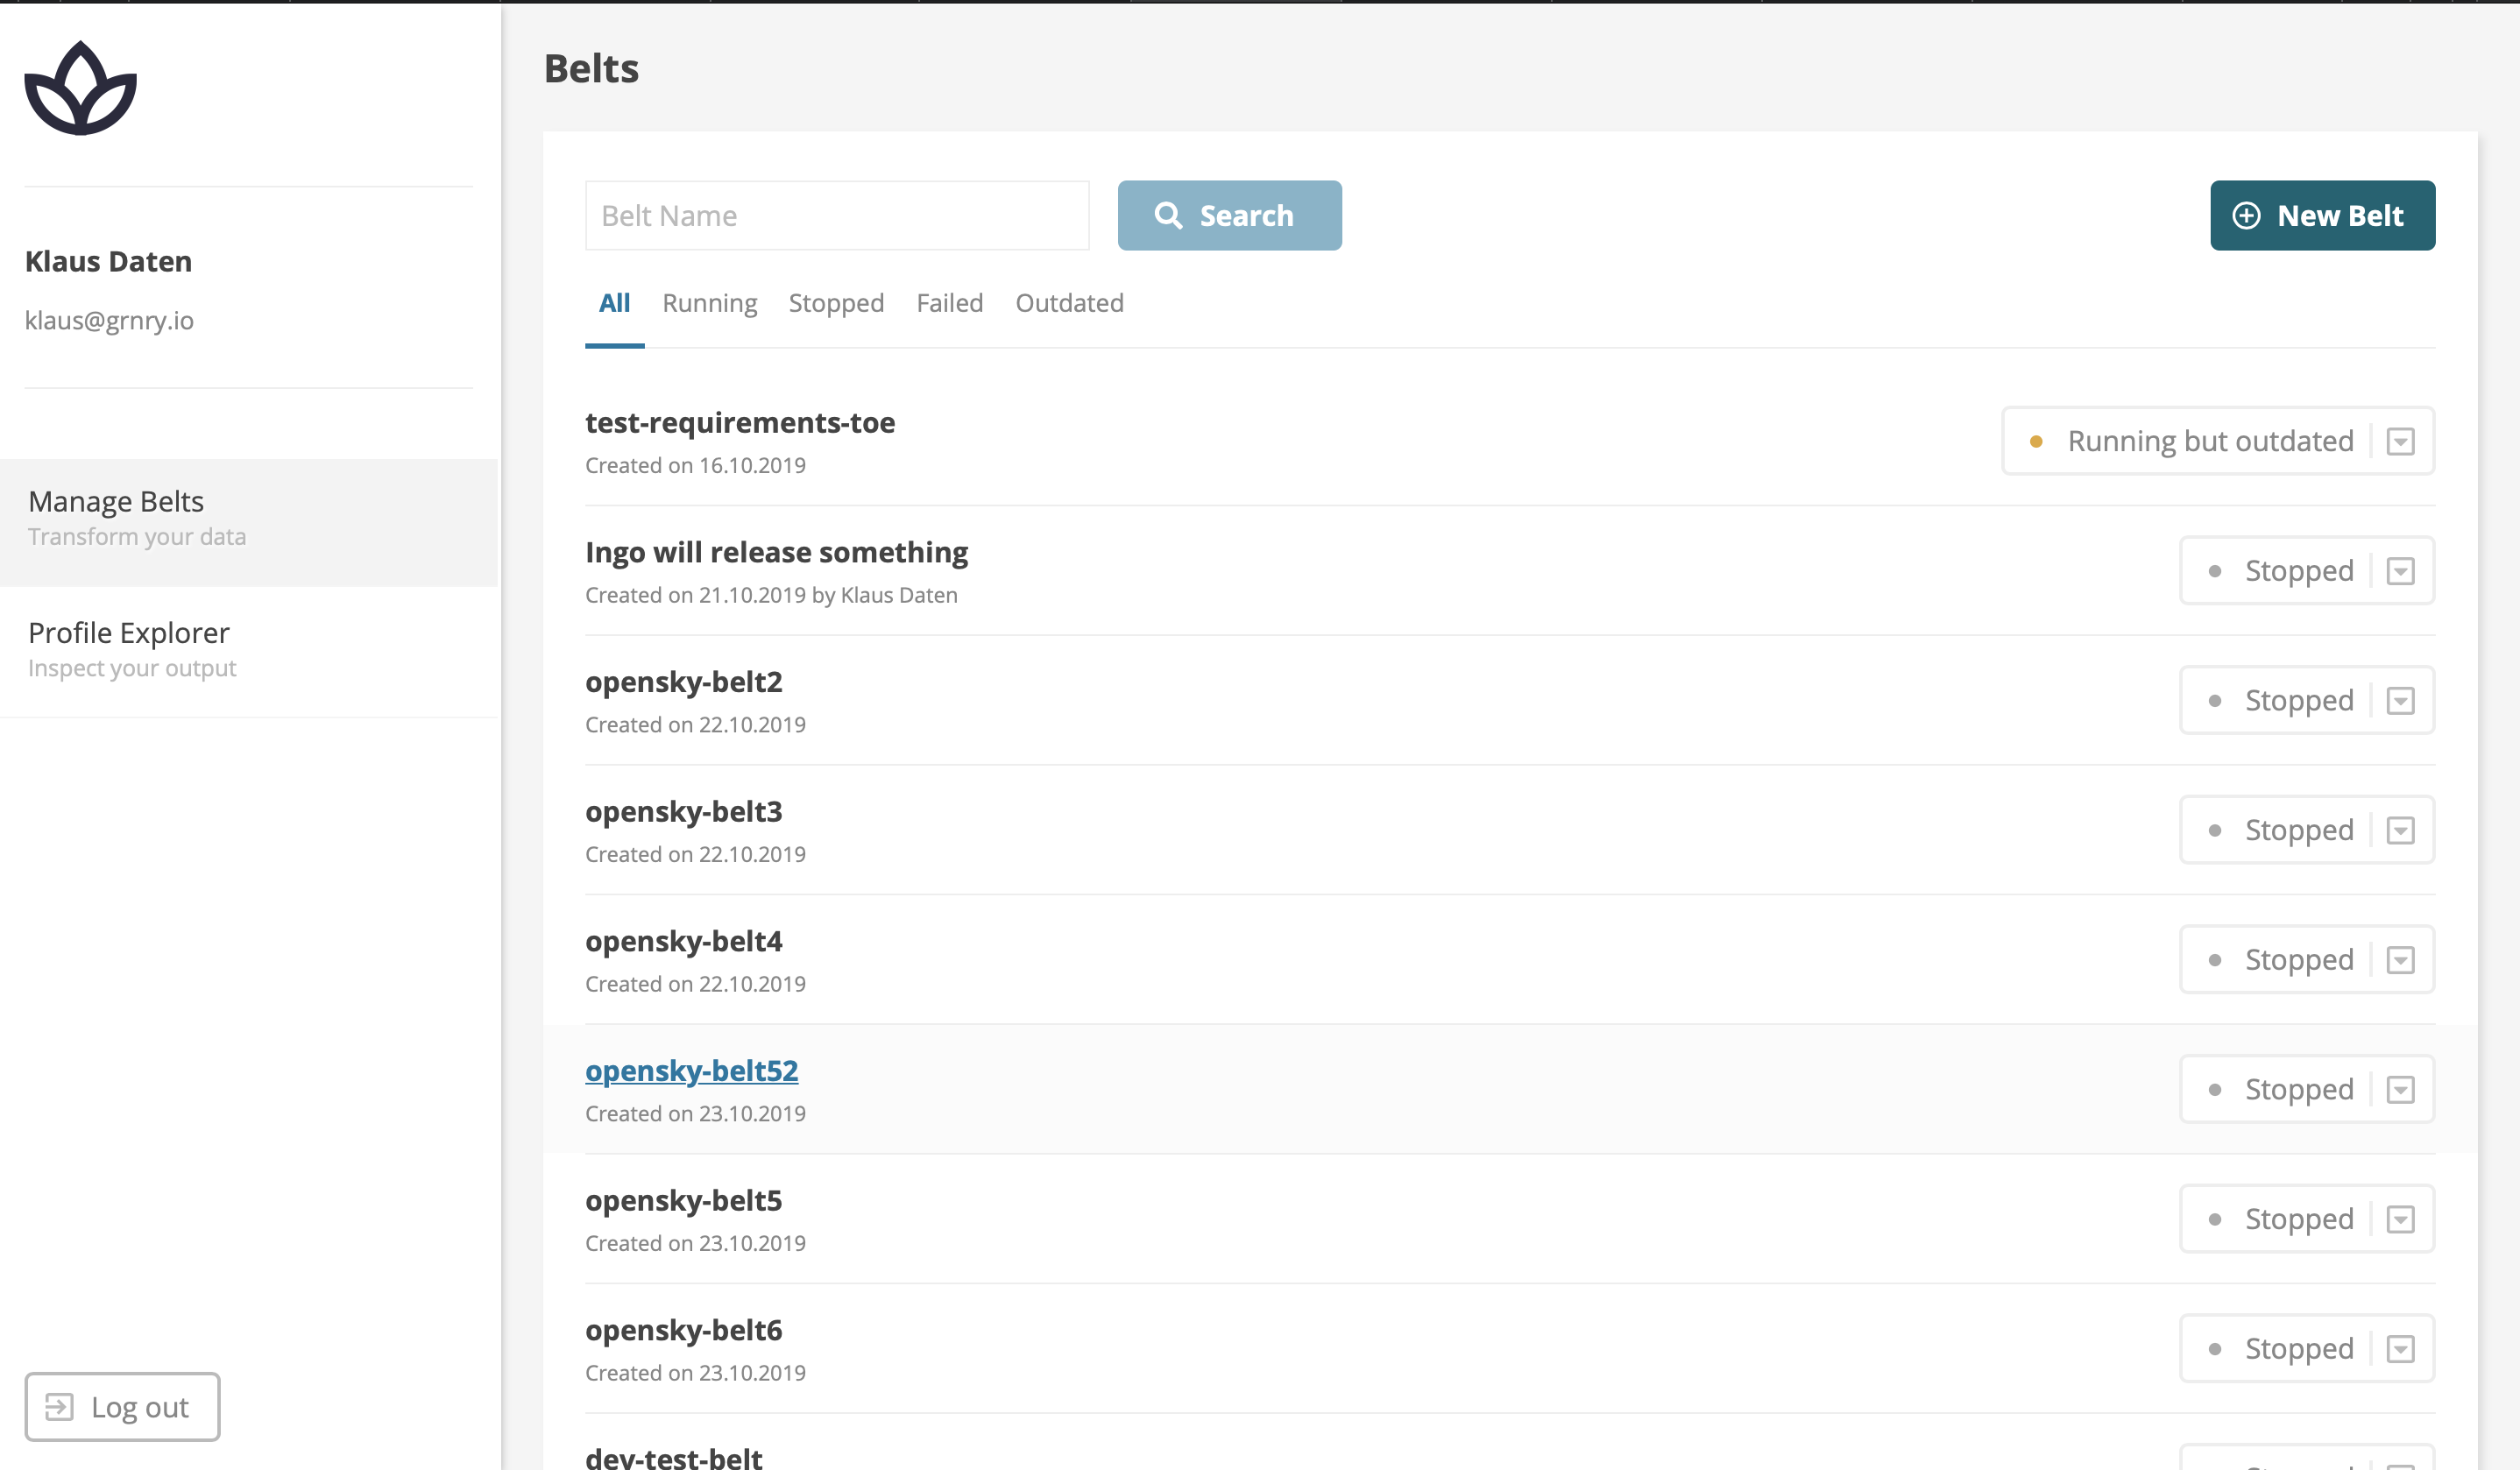 Klaus Daten
klaus@grnry.io
Manage Belts
Transform your data
Profile Explorer
Inspect your output
Log out
Belts
Belt Name
Search
New Belt
All Running Stopped Failed Outdated
test-requirements-toe
Created on 16.10.2019
Running but outdated
Ingo will release something
Created on 21.10.2019 by Klaus Daten
Stopped
opensky-belt2
Created on 22.10.2019
Stopped
opensky-belt3
Created on 22.10.2019
Stopped
opensky-belt4
Created on 22.10.2019
Stopped
opensky-belt52
Created on 23.10.2019
Stopped
opensky-belt5
Created on 23.10.2019
Stopped
opensky-belt6
Created on 23.10.2019
Stopped
dev-test-belt